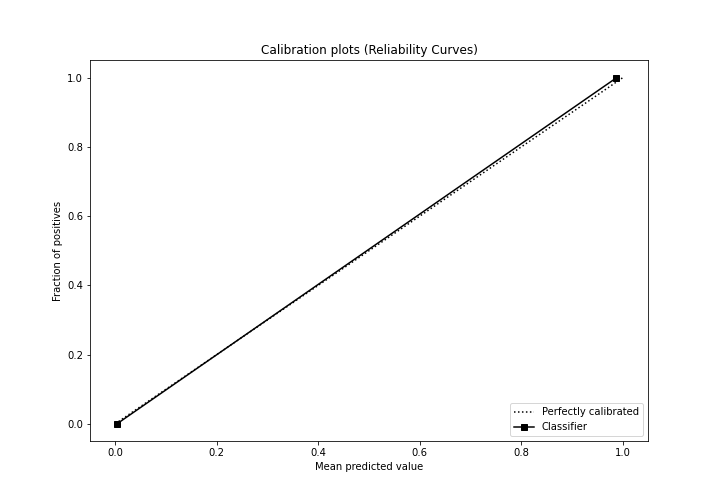 Calibration plots (Reliability Curves)
1.0
0.8
0.6
0.4
0.2
0.0
Fraction of positives
Perfectly calibrated
Classifier
0.0 0.2 0.4 0.6 0.8 1.0
Mean predicted value